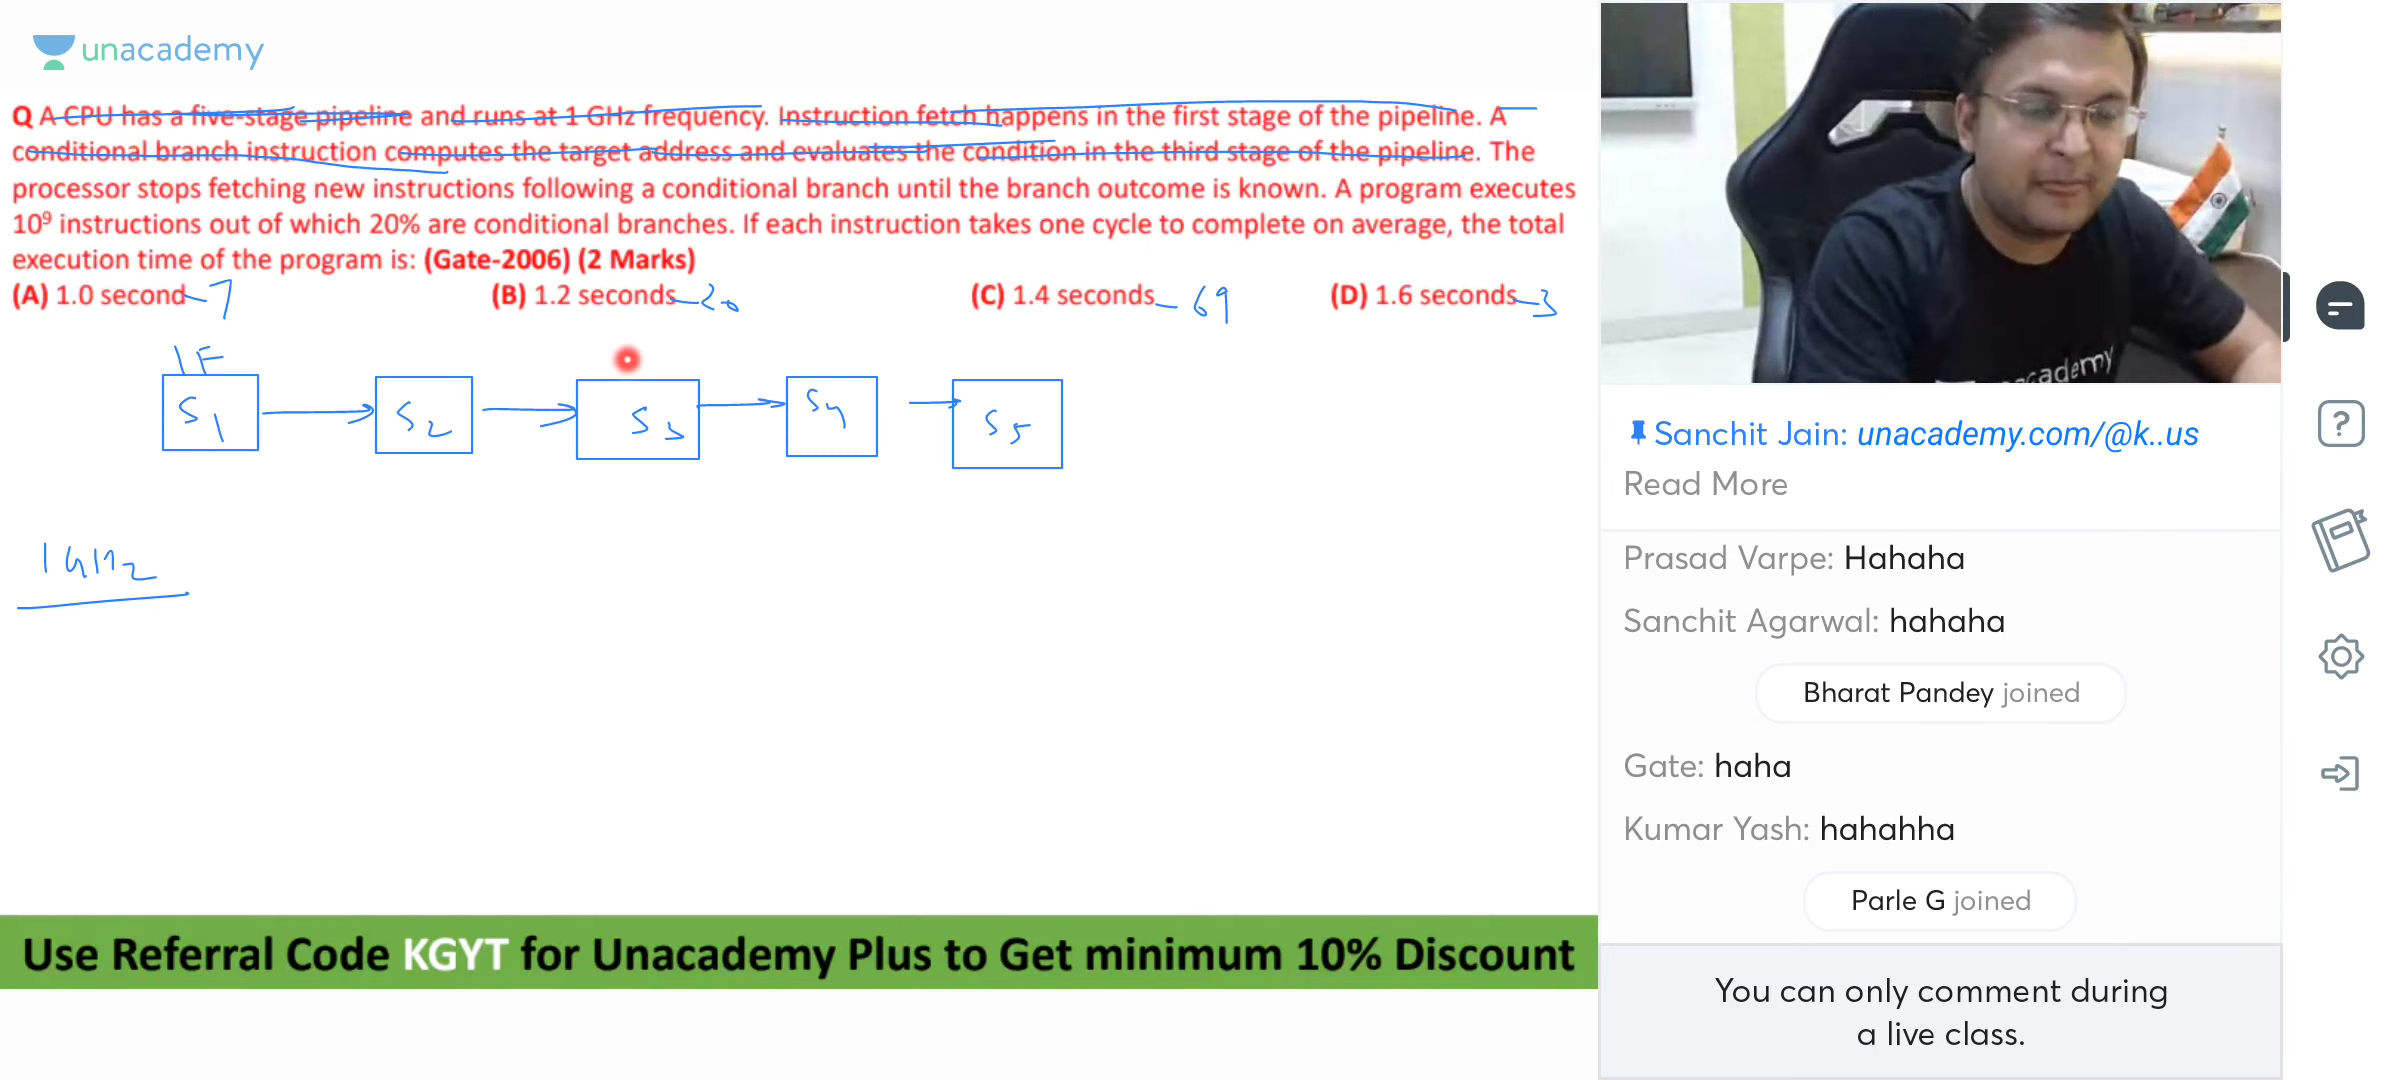 unacademy
Q A CPU has a five-stage pipeline and runs at 1 GHz frequency. Instruction fetch happens in the first stage of the pipeline. A
conditional branch instruction computes the target address and evaluates the condition in the third stage of the pipeline. The
processor stops fetching new instructions following a conditional branch until the branch outcome is known. A program executes
10⁹ instructions out of which 20% are conditional branches. If each instruction takes one cycle to complete on average, the total
execution time of the program is: (Gate-2006) (2 Marks)
(A) 1.0 second - 7 (B) 1.2 seconds - 20 (C) 1.4 seconds - 69 (D) 1.6 seconds - 3
IF
S1 S2 S3 S4 S5
1GHz
Use Referral Code KGYT for Unacademy Plus to Get minimum 10% Discount
cademy
Sanchit Jain: unacademy.com/@k..us
Read More
Prasad Varpe: Hahaha
Sanchit Agarwal: hahaha
Bharat Pandey joined
Gate: haha
Kumar Yash: hahahha
Parle G joined
You can only comment during
a live class.
?